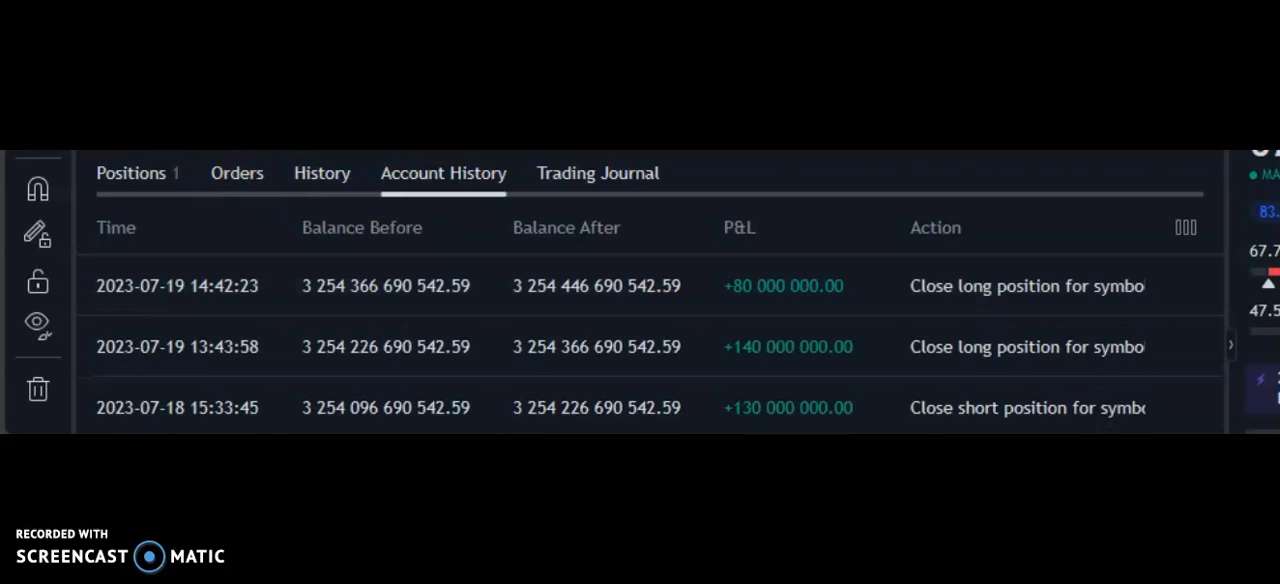 Positions 1 Orders History Account History Trading Journal
Time Balance Before Balance After P&L Action
2023-07-19 14:42:23 3 254 366 690 542.59 3 254 446 690 542.59 +80 000 000.00 Close long position for symbol
2023-07-19 13:43:58 3 254 226 690 542.59 3 254 366 690 542.59 +140 000 000.00 Close long position for symbol
2023-07-18 15:33:45 3 254 096 690 542.59 3 254 226 690 542.59 +130 000 000.00 Close short position for symbo
MA
83.
67.7
47.5
RECORDED WITH
SCREENCAST MATIC